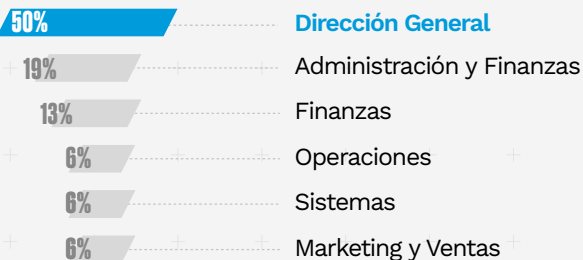 50% Dirección General
19% Administración y Finanzas
13% Finanzas
6% Operaciones
6% Sistemas
6% Marketing y Ventas